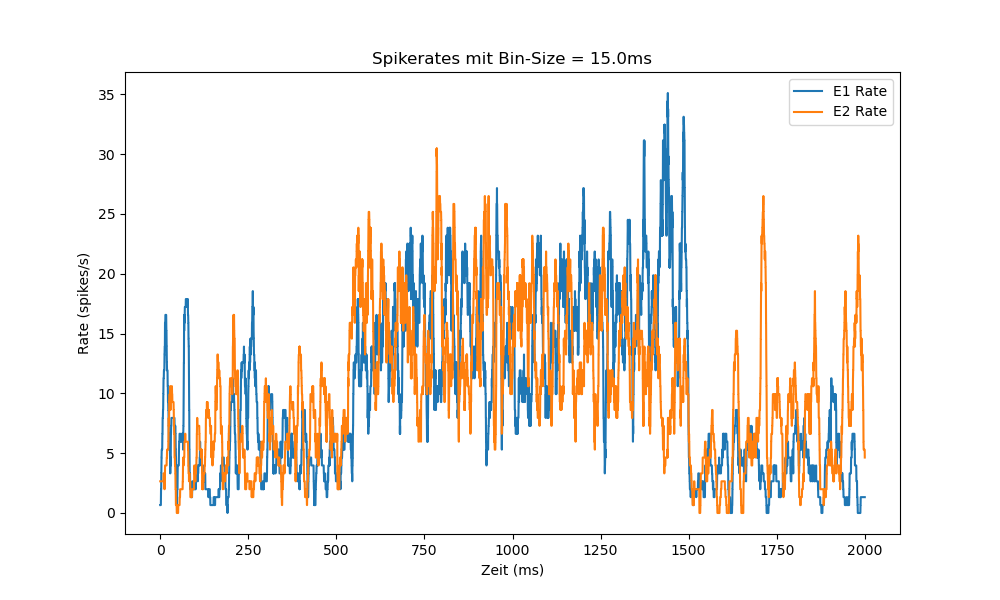 Spikerates mit Bin-Size = 15.0ms
E1 Rate
E2 Rate
Rate (spikes/s)
35
30
25
20
15
10
5
0
0 250 500 750 1000 1250 1500 1750 2000
Zeit (ms)